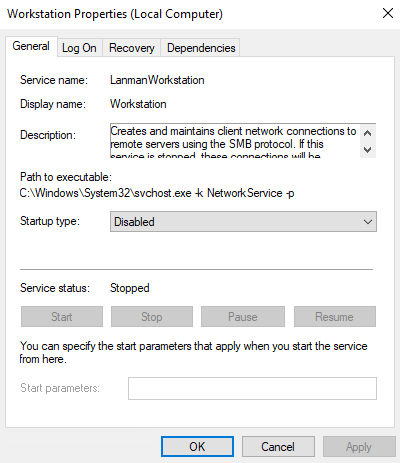 Workstation Properties (Local Computer)
General Log On Recovery Dependencies
Service name: LanmanWorkstation
Display name: Workstation
Description: Creates and maintains client network connections to
remote servers using the SMB protocol. If this
service is stopped, these connections will be
Path to executable:
C:\Windows\System32\svchost.exe -k NetworkService -p
Startup type: Disabled
Service status: Stopped
Start Stop Pause Resume
You can specify the start parameters that apply when you start the service
from here.
Start parameters:
OK Cancel Apply